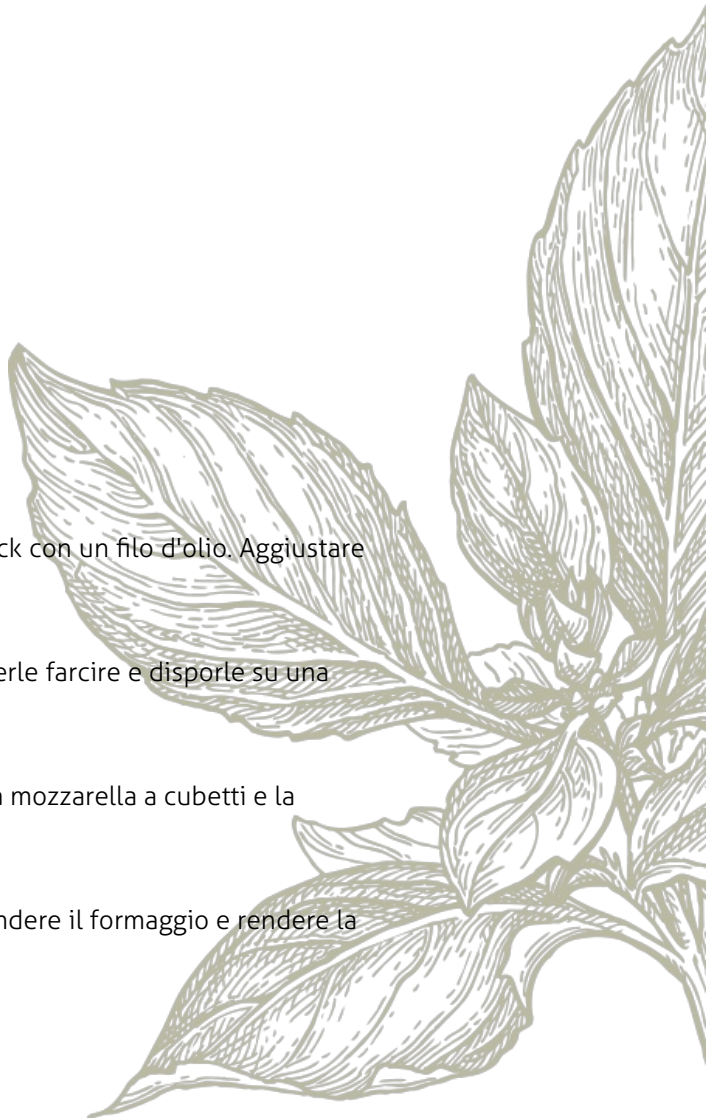 ck con un filo d'olio. Aggiustare
erle farcire e disporle su una
mozzarella a cubetti e la
ndere il formaggio e rendere la